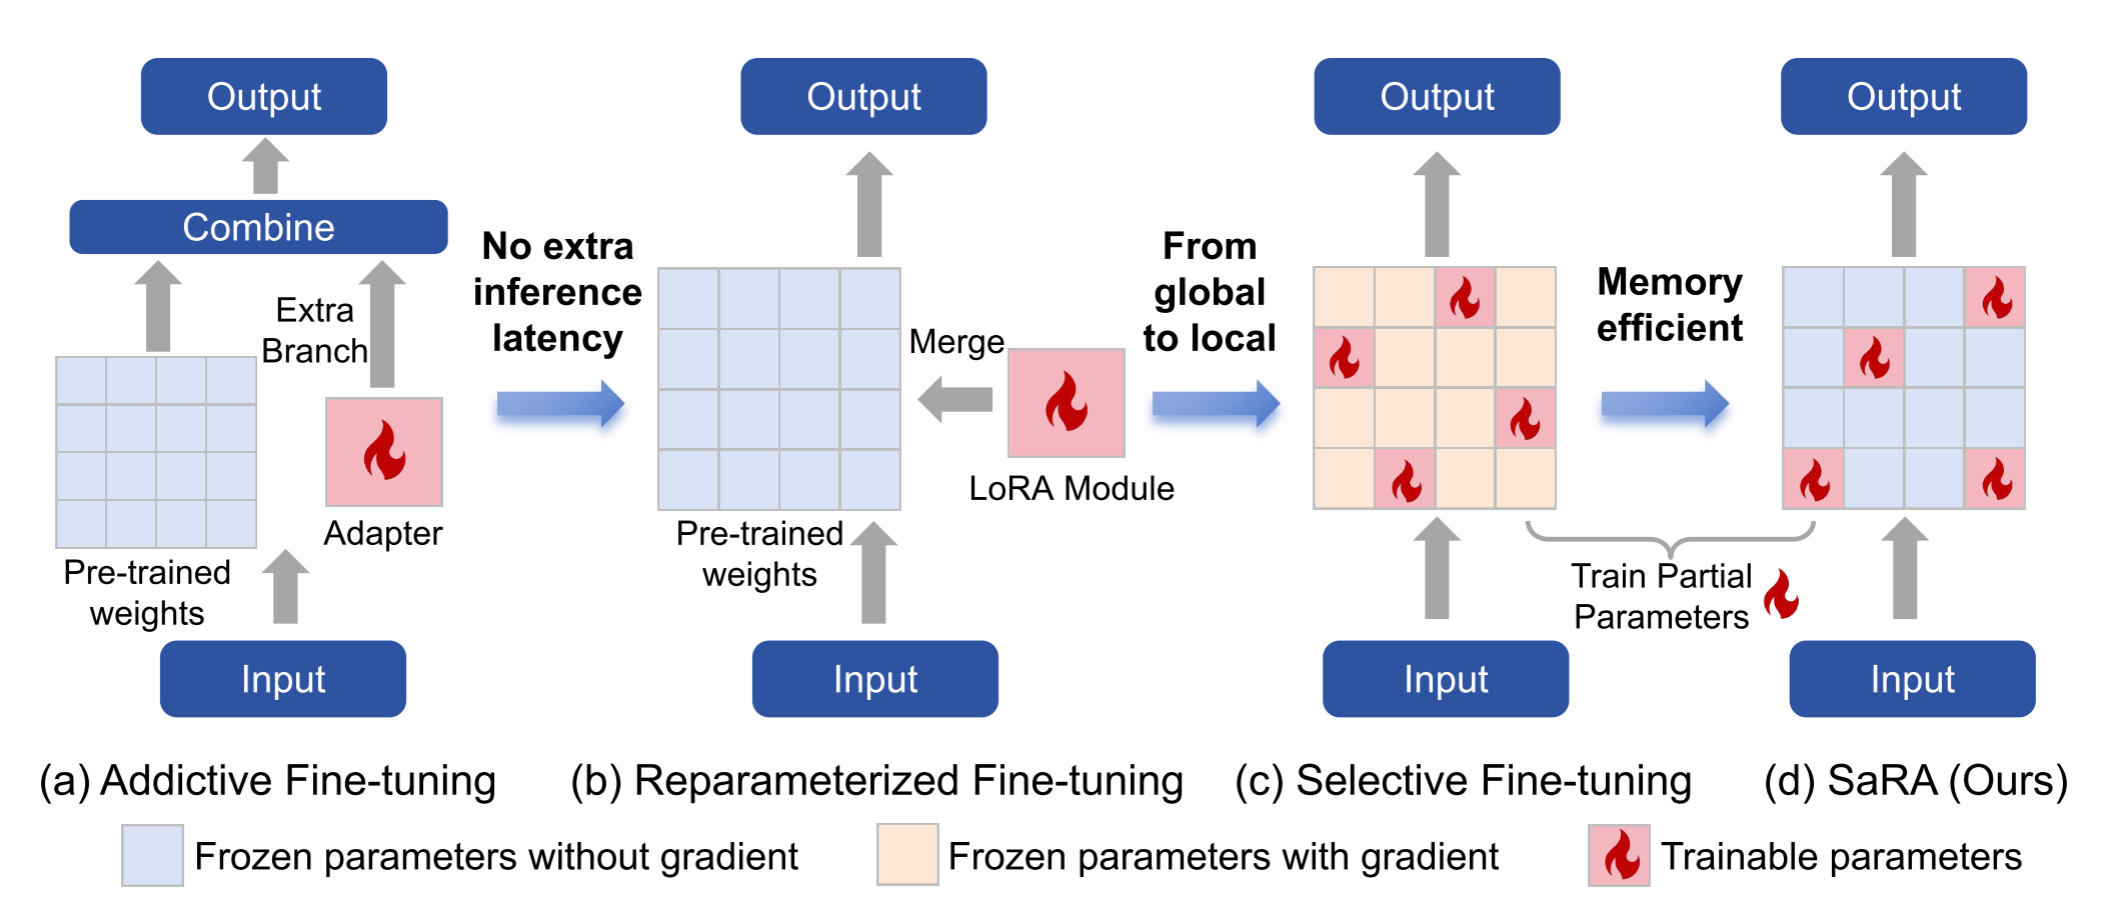 Output
Combine
Extra
Branch
Adapter
Pre-trained
weights
Input
(a) Addictive Fine-tuning
No extra
inference
latency
Output
Merge
LoRA Module
Pre-trained
weights
Input
(b) Reparameterized Fine-tuning
From
global
to local
Output
Input
(c) Selective Fine-tuning
Memory
efficient
Train Partial
Parameters
Output
Input
(d) SaRA (Ours)
Frozen parameters without gradient
Frozen parameters with gradient
Trainable parameters